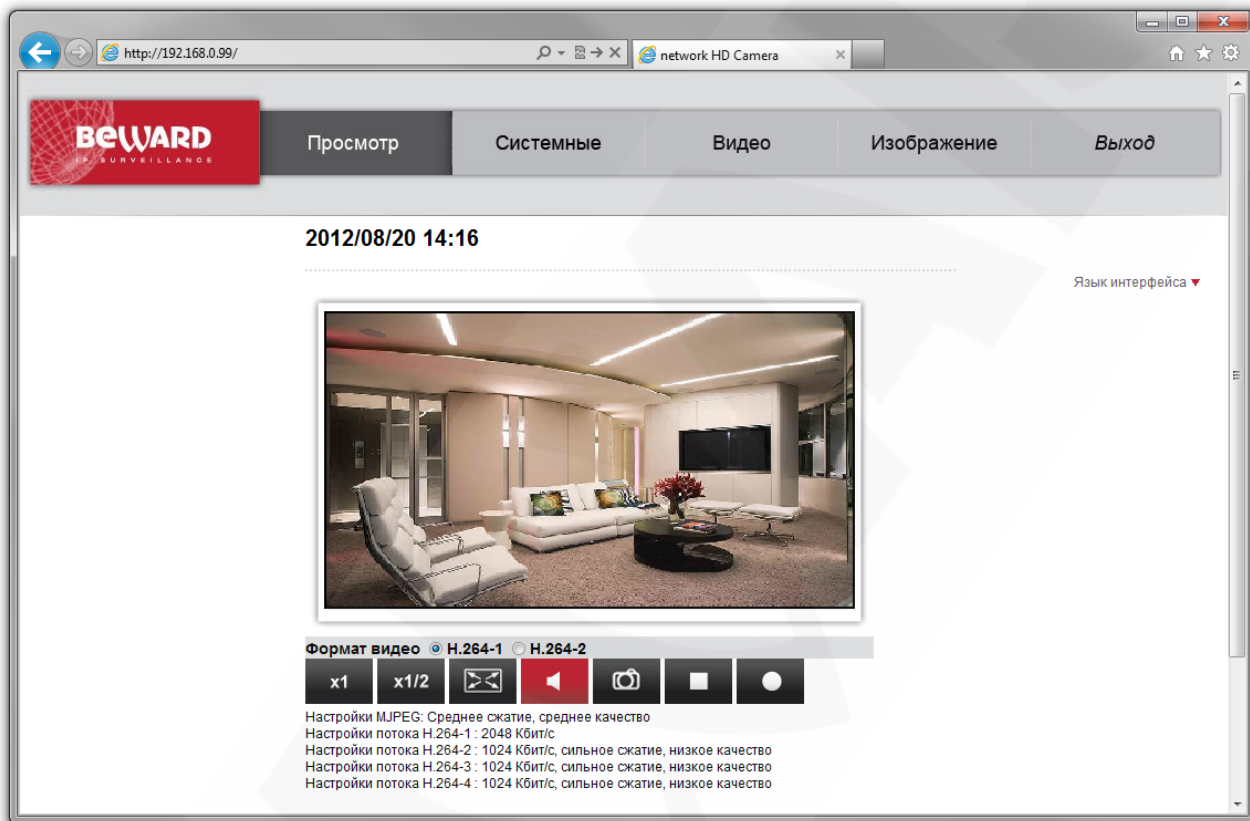 http://192.168.0.99/
network HD Camera
BEWARD
IP SURVEILLANCE
Просмотр
Системные
Видео
Изображение
Выход
2012/08/20 14:16
Язык интерфейса
Формат видео H.264-1 H.264-2
x1
x1/2
Настройки MJPEG: Среднее сжатие, среднее качество
Настройки потока H.264-1 : 2048 Кбит/с
Настройки потока H.264-2 : 1024 Кбит/с, сильное сжатие, низкое качество
Настройки потока H.264-3 : 1024 Кбит/с, сильное сжатие, низкое качество
Настройки потока H.264-4 : 1024 Кбит/с, сильное сжатие, низкое качество